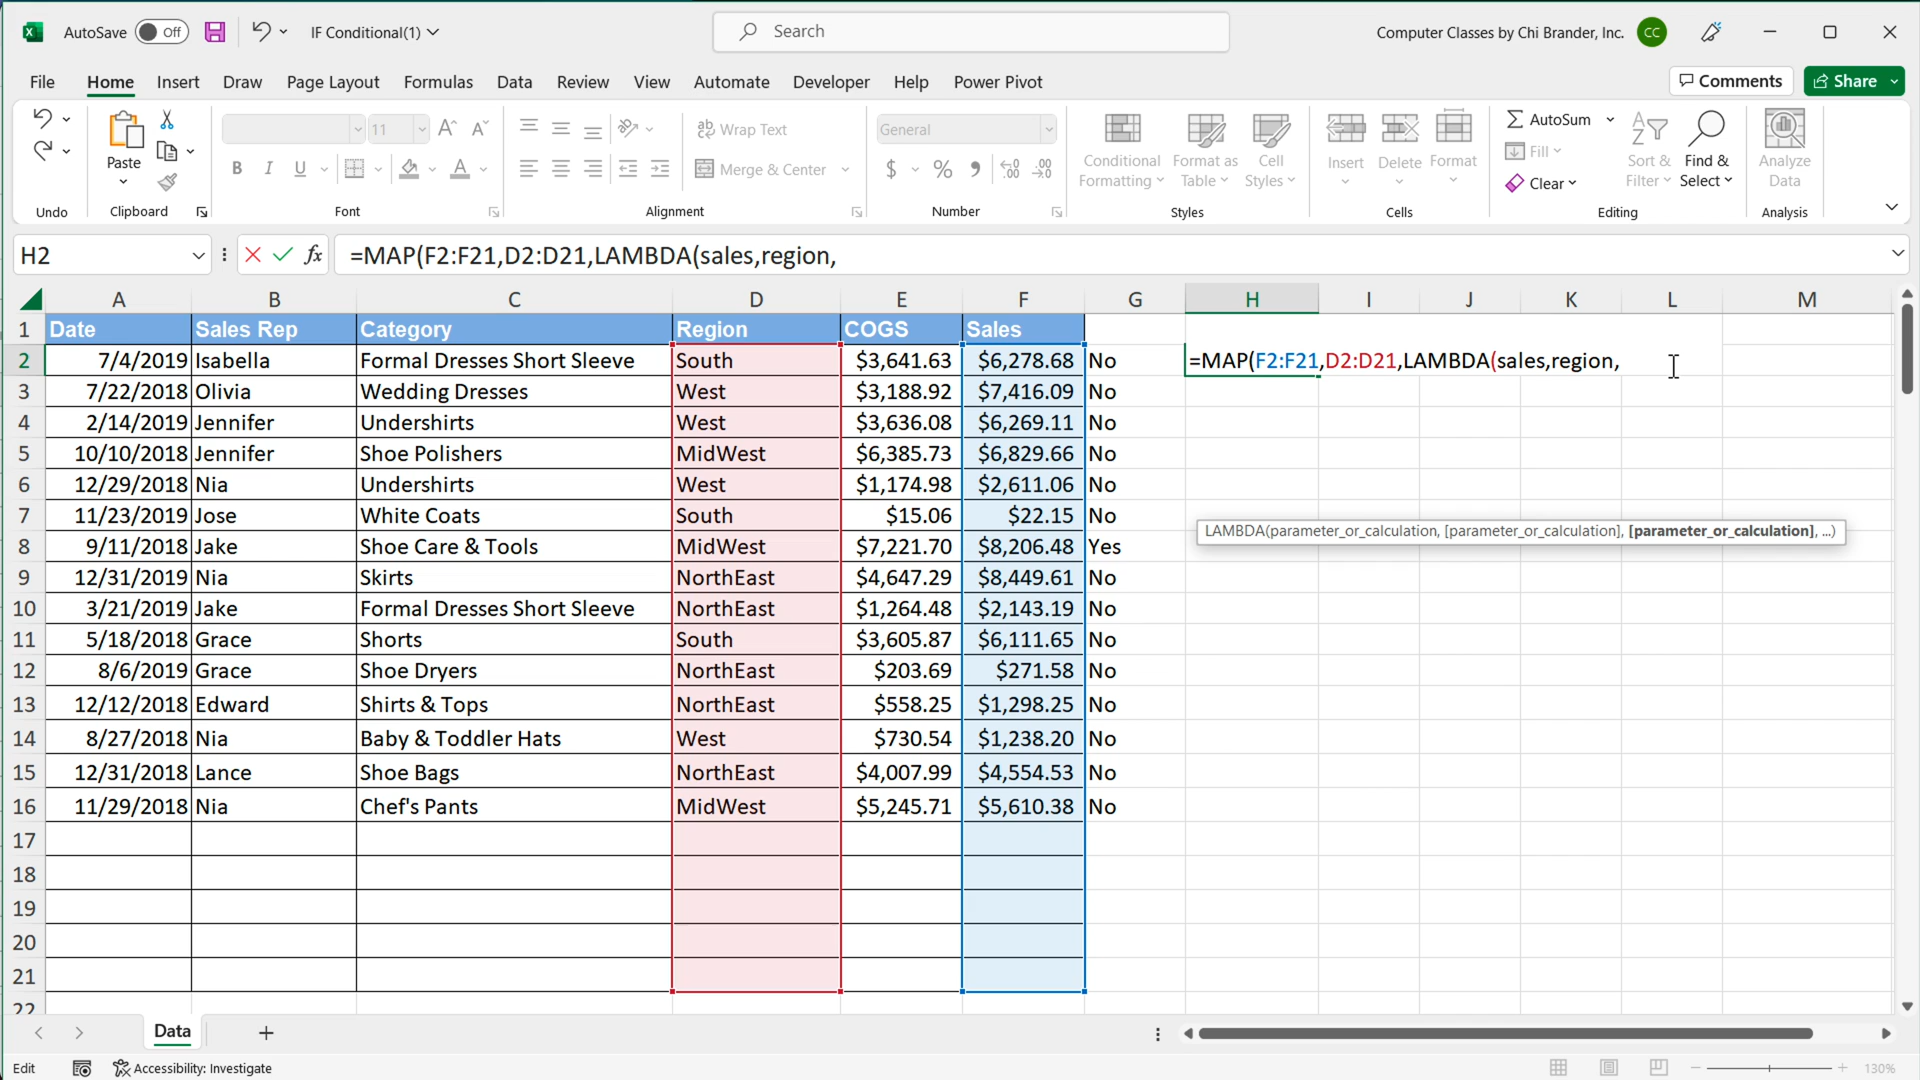 AutoSave Off IF Conditional(1) Search Computer Classes by Chi Brander, Inc. CC
File Home Insert Draw Page Layout Formulas Data Review View Automate Developer Help Power Pivot Comments Share
Paste
Undo
Clipboard
11
B I U
Font
Wrap Text
Merge & Center
Alignment
General
$ % 9
Number
Conditional Formatting
Format as Table
Cell Styles
Styles
Insert
Delete
Format
Cells
AutoSum
Fill
Clear
Sort & Filter
Find & Select
Editing
Analyze Data
Analysis
H2 fx =MAP(F2:F21,D2:D21,LAMBDA(sales,region,
A B C D E F G H I J K L M
1 Date Sales Rep Category Region COGS Sales
2 7/4/2019 Isabella Formal Dresses Short Sleeve South $3,641.63 $6,278.68 No =MAP(F2:F21,D2:D21,LAMBDA(sales,region,
3 7/22/2018 Olivia Wedding Dresses West $3,188.92 $7,416.09 No
4 2/14/2019 Jennifer Undershirts West $3,636.08 $6,269.11 No
5 10/10/2018 Jennifer Shoe Polishers MidWest $6,385.73 $6,829.66 No
6 12/29/2018 Nia Undershirts West $1,174.98 $2,611.06 No
7 11/23/2019 Jose White Coats South $15.06 $22.15 No
LAMBDA(parameter_or_calculation, [parameter_or_calculation], [parameter_or_calculation], ...)
8 9/11/2018 Jake Shoe Care & Tools MidWest $7,221.70 $8,206.48 Yes
9 12/31/2019 Nia Skirts NorthEast $4,647.29 $8,449.61 No
10 3/21/2019 Jake Formal Dresses Short Sleeve NorthEast $1,264.48 $2,143.19 No
11 5/18/2018 Grace Shorts South $3,605.87 $6,111.65 No
12 8/6/2019 Grace Shoe Dryers NorthEast $203.69 $271.58 No
13 12/12/2018 Edward Shirts & Tops NorthEast $558.25 $1,298.25 No
14 8/27/2018 Nia Baby & Toddler Hats West $730.54 $1,238.20 No
15 12/31/2018 Lance Shoe Bags NorthEast $4,007.99 $4,554.53 No
16 11/29/2018 Nia Chef's Pants MidWest $5,245.71 $5,610.38 No
17
18
19
20
21
22
Data
Edit Accessibility: Investigate 130%